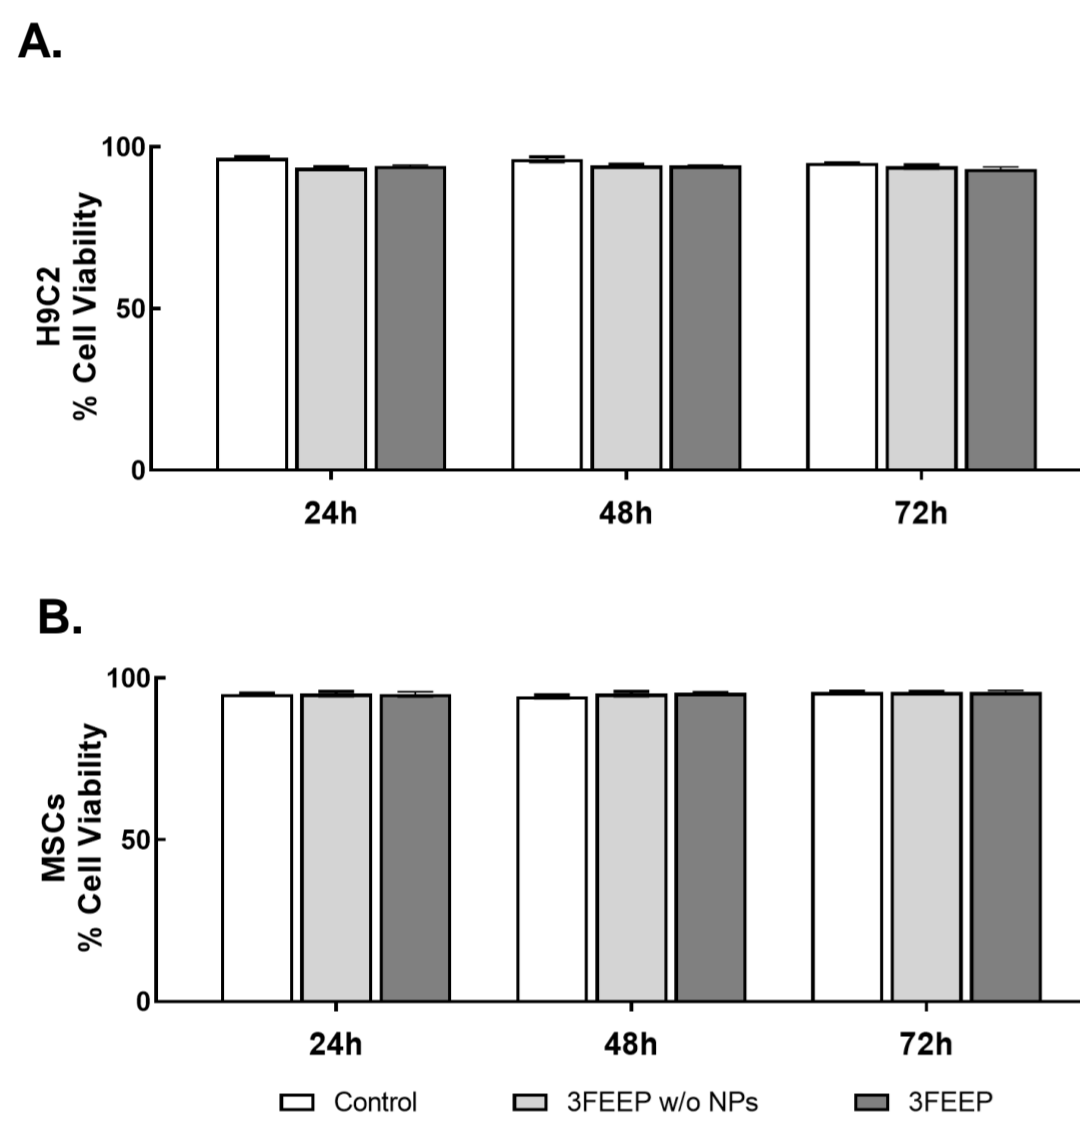 A.
H9C2
% Cell Viability
100
50
0
24h 48h 72h
B.
MSCs
% Cell Viability
100
50
0
24h 48h 72h
Control 3FEEP w/o NPs 3FEEP